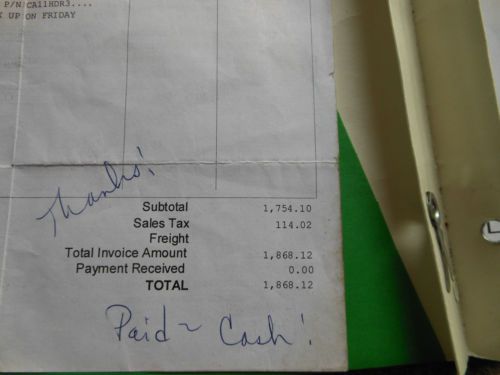 P/N:CA11HDR3....
UP ON FRIDAY
Thanks!
Subtotal 1,754.10
Sales Tax 114.02
Freight
Total Invoice Amount 1,868.12
Payment Received 0.00
TOTAL 1,868.12
Paid ~ Cash!